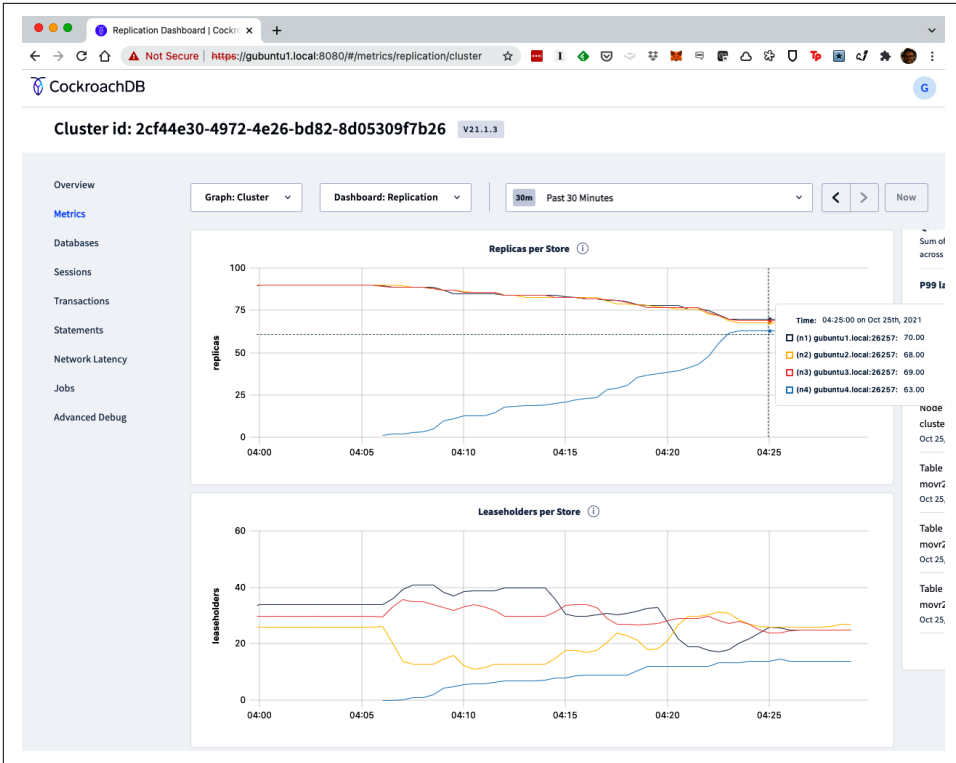 Replication Dashboard | Cockro
Not Secure | https://gubuntu1.local:8080/#/metrics/replication/cluster
CockroachDB
G
Cluster id: 2cf44e30-4972-4e26-bd82-8d05309f7b26 V21.1.3
Overview
Metrics
Databases
Sessions
Transactions
Statements
Network Latency
Jobs
Advanced Debug
Graph: Cluster
Dashboard: Replication
30m Past 30 Minutes
Now
Replicas per Store
100
75
50
25
0
replicas
04:00 04:05 04:10 04:15 04:20 04:25
Time: 04:25:00 on Oct 25th, 2021
(n1) gubuntu1.local:26257: 70.00
(n2) gubuntu2.local:26257: 68.00
(n3) gubuntu3.local:26257: 69.00
(n4) gubuntu4.local:26257: 63.00
Leaseholders per Store
60
40
20
0
leaseholders
04:00 04:05 04:10 04:15 04:20 04:25
Sum of
across
P99 la
Node
cluste
Oct 25,
Table
movr2
Oct 25,
Table
movr2
Oct 25,
Table
movr2
Oct 25,